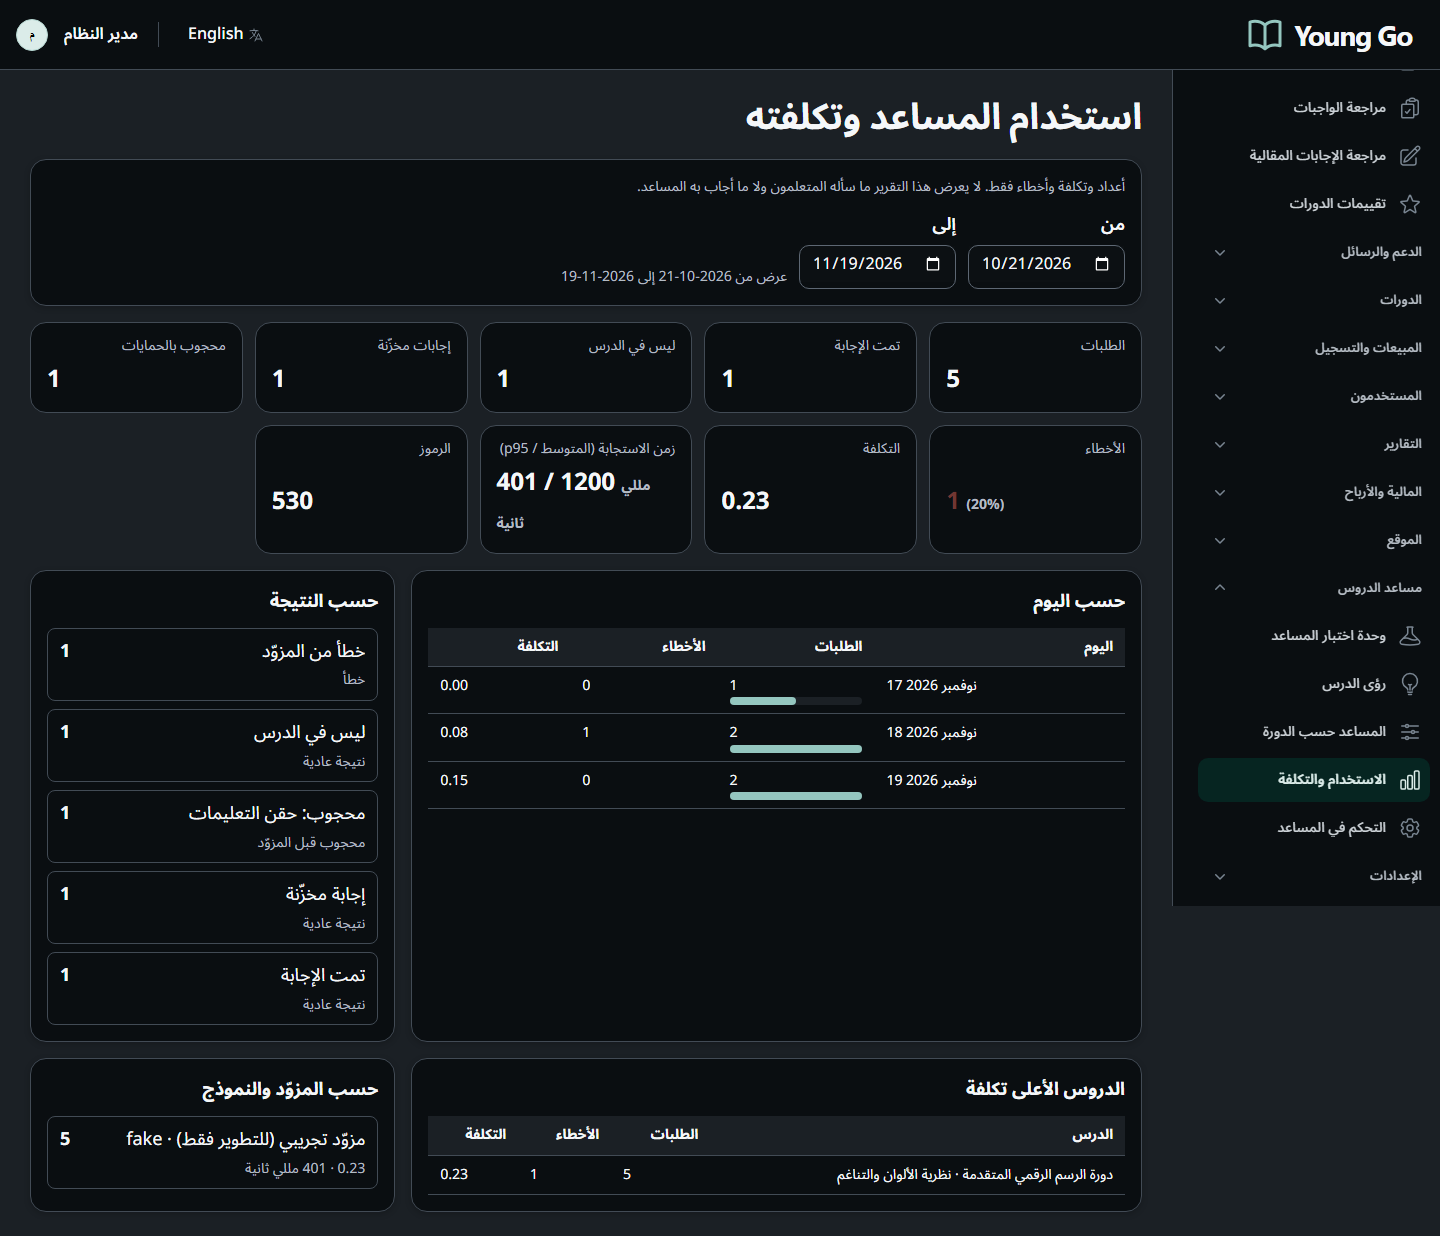 Young Go
English
مدير النظام
م
مراجعة الواجبات
مراجعة الإجابات المقالية
تقييمات الدورات
الدعم والرسائل
الدورات
المبيعات والتسجيل
المستخدمون
التقارير
المالية والأرباح
الموقع
مساعد الدروس
وحدة اختبار المساعد
رؤى الدرس
المساعد حسب الدورة
الاستخدام والتكلفة
التحكم في المساعد
الإعدادات
استخدام المساعد وتكلفته
أعداد وتكلفة وأخطاء فقط. لا يعرض هذا التقرير ما سأله المتعلمون ولا ما أجاب به المساعد.
من
إلى
10/21/2026
11/19/2026
عرض من 2026-10-21 إلى 2026-11-19
الطلبات
5
تمت الإجابة
1
ليس في الدرس
1
إجابات مخزّنة
1
محجوب بالحمايات
1
الأخطاء
1 (20%)
التكلفة
0.23
زمن الاستجابة (المتوسط / p95)
401 / 1200 مللي
ثانية
الرموز
530
حسب اليوم
اليوم الطلبات الأخطاء التكلفة
17 نوفمبر 2026 1 0 0.00
18 نوفمبر 2026 2 1 0.08
19 نوفمبر 2026 2 0 0.15
حسب النتيجة
خطأ من المزوّد 1
خطأ
ليس في الدرس 1
نتيجة عادية
محجوب: حقن التعليمات 1
محجوب قبل المزوّد
إجابة مخزّنة 1
نتيجة عادية
تمت الإجابة 1
نتيجة عادية
الدروس الأعلى تكلفة
الدرس الطلبات الأخطاء التكلفة
دورة الرسم الرقمي المتقدمة · نظرية الألوان والتناغم 5 1 0.23
حسب المزوّد والنموذج
مزوّد تجريبي (للتطوير فقط) · fake 5
0.23 · 401 مللي ثانية